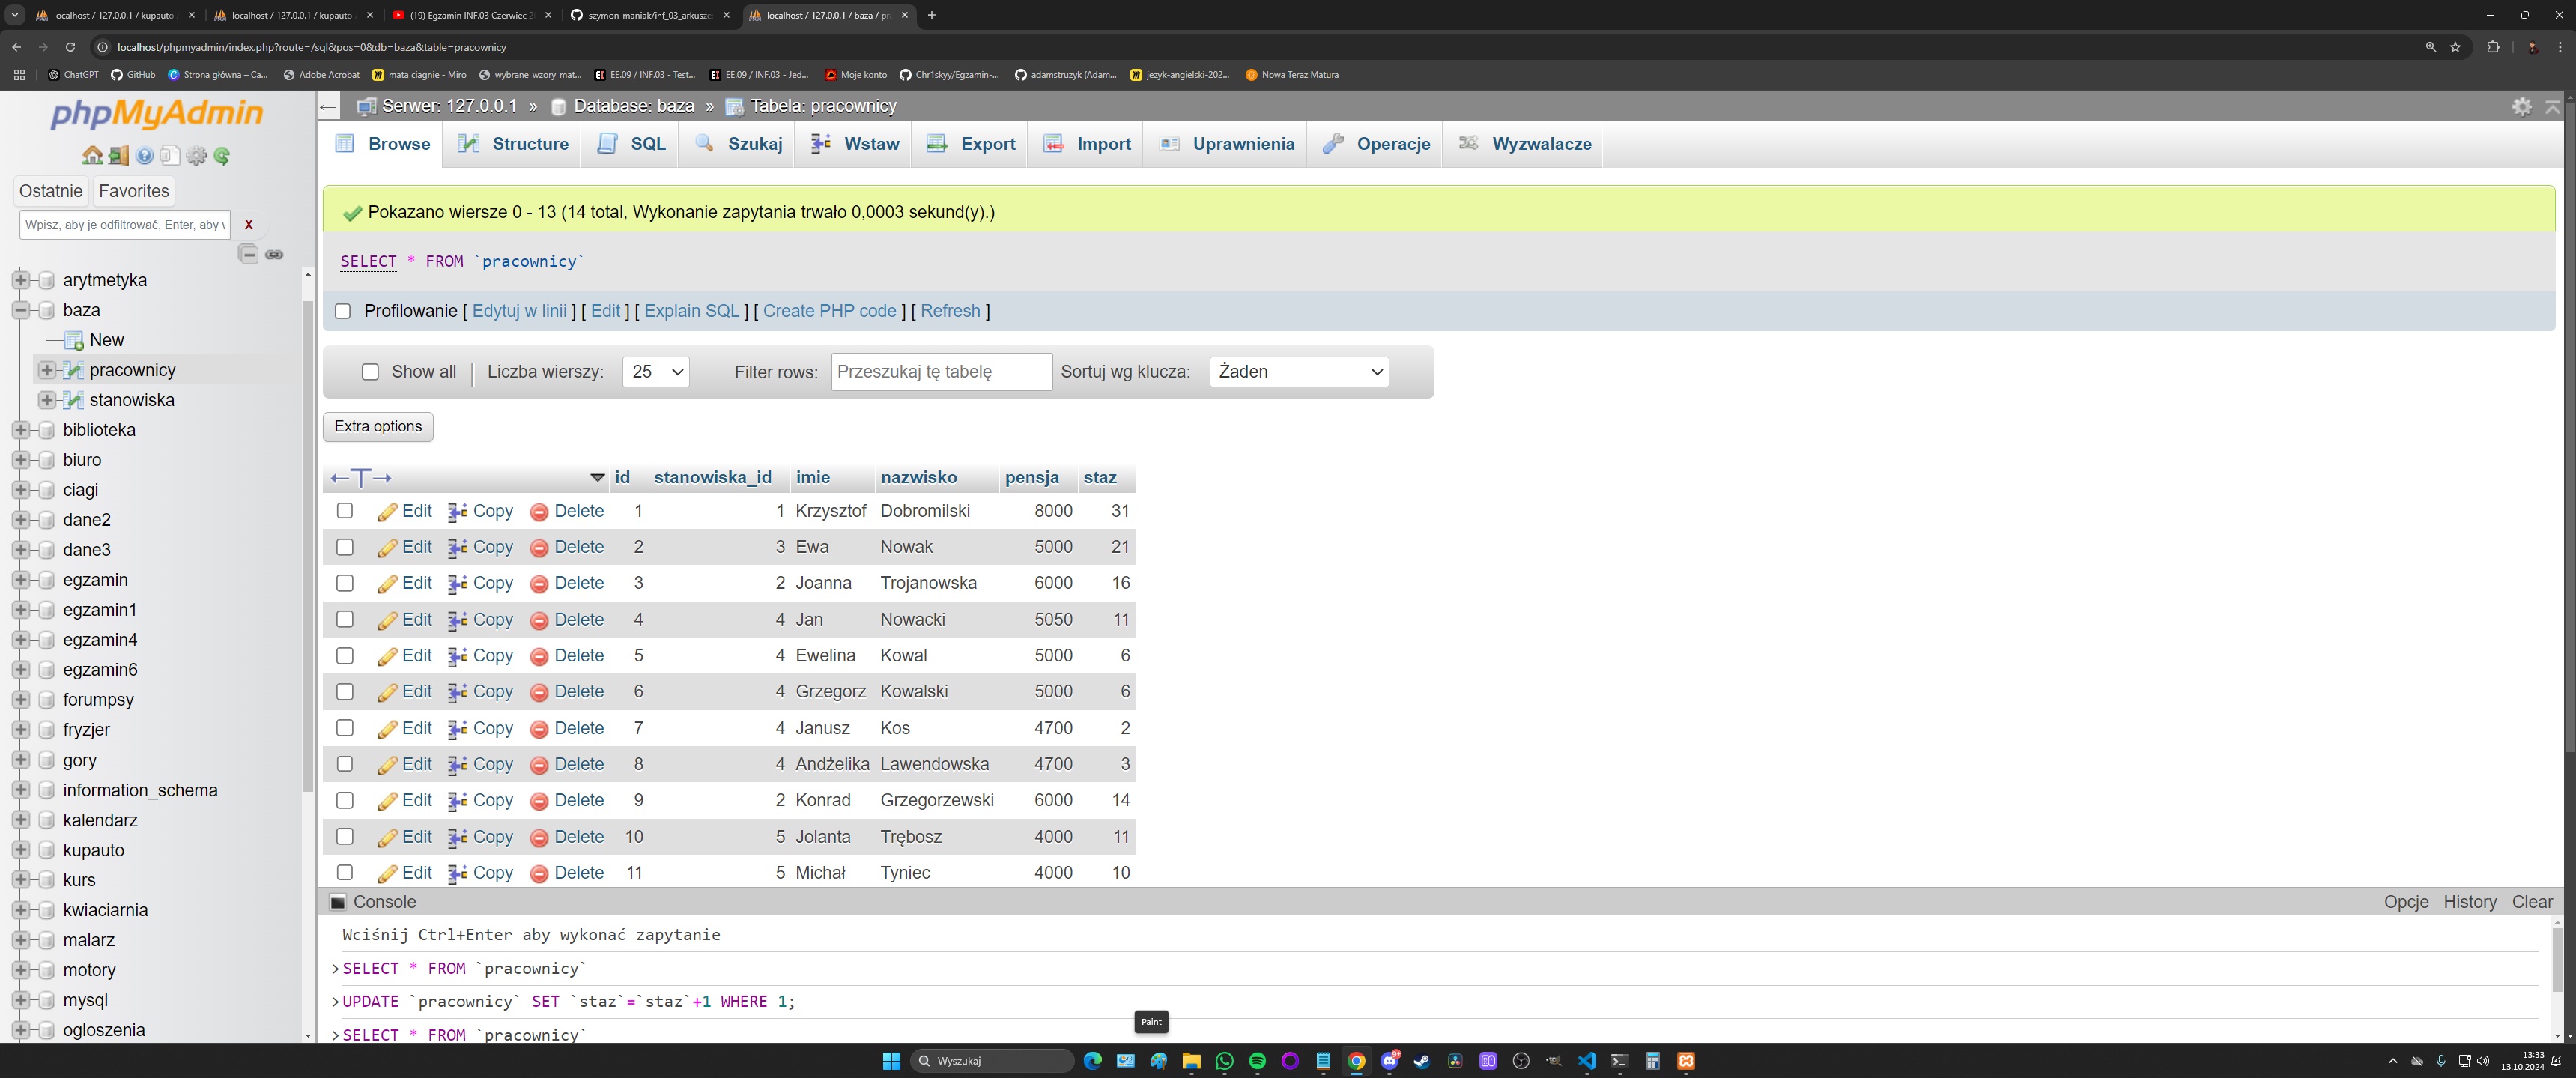 localhost / 127.0.0.1 / kupauto
localhost / 127.0.0.1 / kupauto
(19) Egzamin INF.03 Czerwiec 2
szymon-maniak/inf_03_arkusze
localhost / 127.0.0.1 / baza / pr
localhost/phpmyadmin/index.php?route=/sql&pos=0&db=baza&table=pracownicy
ChatGPT GitHub Strona główna – Ca... Adobe Acrobat mata ciagnie - Miro wybrane_wzory_mat... EE.09 / INF.03 - Test... EE.09 / INF.03 - Jed... Moje konto Chr1skyy/Egzamin-... adamstruzyk (Adam... jezyk-angielski-202... Nowa Teraz Matura
phpMyAdmin
Ostatnie Favorites
Wpisz, aby je odfiltrować, Enter, aby
X
arytmetyka
baza
New
pracownicy
stanowiska
biblioteka
biuro
ciagi
dane2
dane3
egzamin
egzamin1
egzamin4
egzamin6
forumpsy
fryzjer
gory
information_schema
kalendarz
kupauto
kurs
kwiaciarnia
malarz
motory
mysql
ogloszenia
Serwer: 127.0.0.1 » Database: baza » Tabela: pracownicy
Browse Structure SQL Szukaj Wstaw Export Import Uprawnienia Operacje Wyzwalacze
Pokazano wiersze 0 - 13 (14 total, Wykonanie zapytania trwało 0,0003 sekund(y).)
SELECT * FROM `pracownicy`
Profilowanie [ Edytuj w linii ] [ Edit ] [ Explain SQL ] [ Create PHP code ] [ Refresh ]
Show all Liczba wierszy: 25 Filter rows: Przeszukaj tę tabelę Sortuj wg klucza: Żaden
Extra options
id stanowiska_id imie nazwisko pensja staz
Edit Copy Delete 1 1 Krzysztof Dobromilski 8000 31
Edit Copy Delete 2 3 Ewa Nowak 5000 21
Edit Copy Delete 3 2 Joanna Trojanowska 6000 16
Edit Copy Delete 4 4 Jan Nowacki 5050 11
Edit Copy Delete 5 4 Ewelina Kowal 5000 6
Edit Copy Delete 6 4 Grzegorz Kowalski 5000 6
Edit Copy Delete 7 4 Janusz Kos 4700 2
Edit Copy Delete 8 4 Andżelika Lawendowska 4700 3
Edit Copy Delete 9 2 Konrad Grzegorzewski 6000 14
Edit Copy Delete 10 5 Jolanta Trębosz 4000 11
Edit Copy Delete 11 5 Michał Tyniec 4000 10
Console Opcje History Clear
Wciśnij Ctrl+Enter aby wykonać zapytanie
>SELECT * FROM `pracownicy`
>UPDATE `pracownicy` SET `staz`=`staz`+1 WHERE 1;
>SELECT * FROM `pracownicy`
Paint
Wyszukaj
9+
13:33
13.10.2024